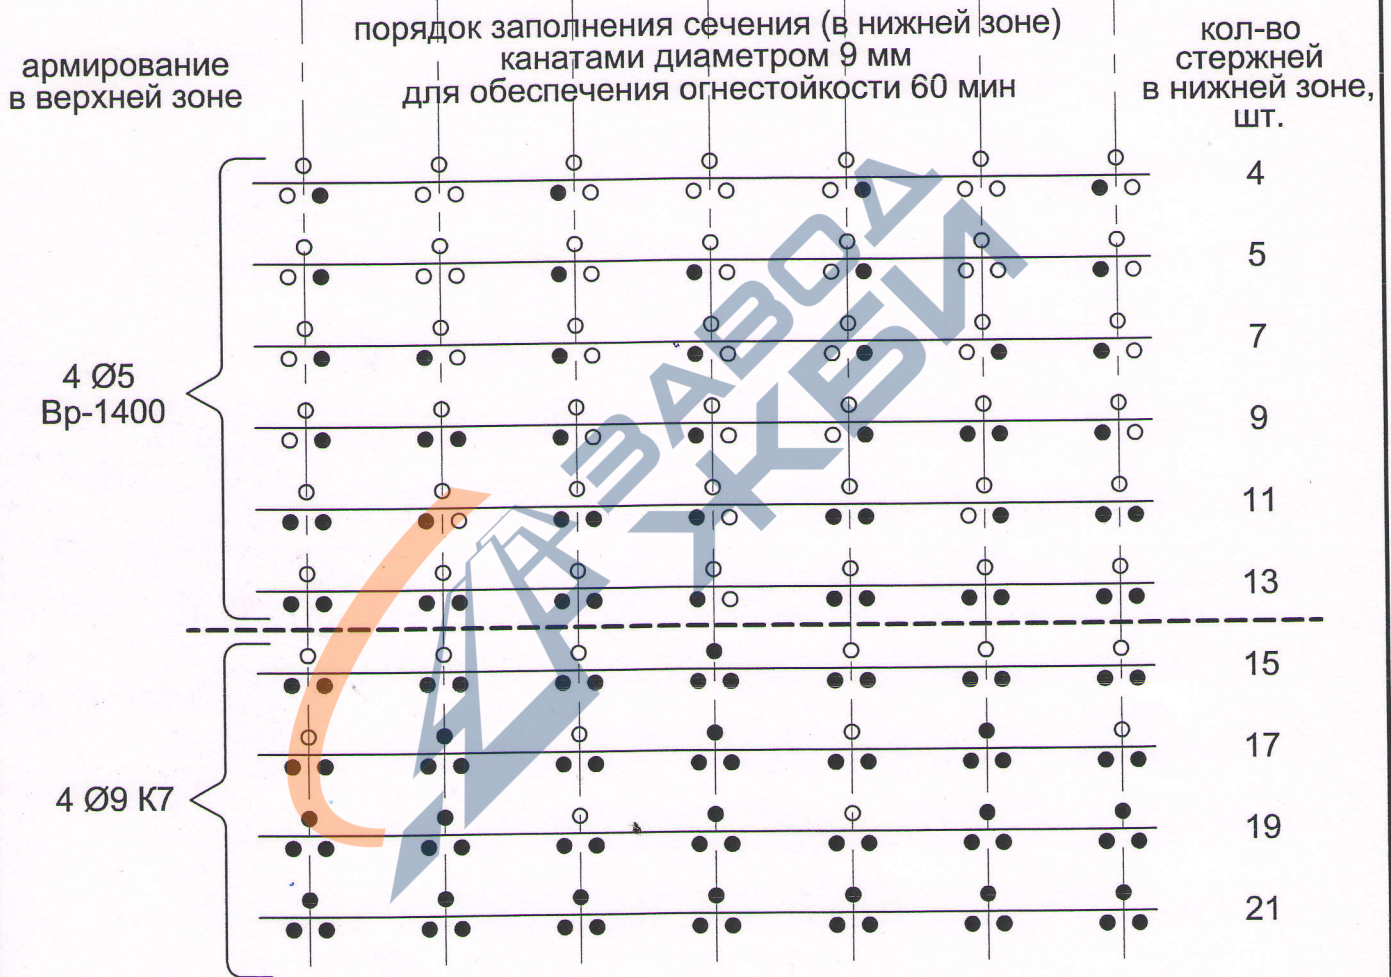 армирование
в верхней зоне
порядок заполнения сечения (в нижней зоне)
канатами диаметром 9 мм
для обеспечения огнестойкости 60 мин
кол-во
стержней
в нижней зоне,
шт.
4
5
7
9
11
13
15
17
19
21
4 Ø5
Вр-1400
4 Ø9 К7
ЗАВОД
ЖБИ